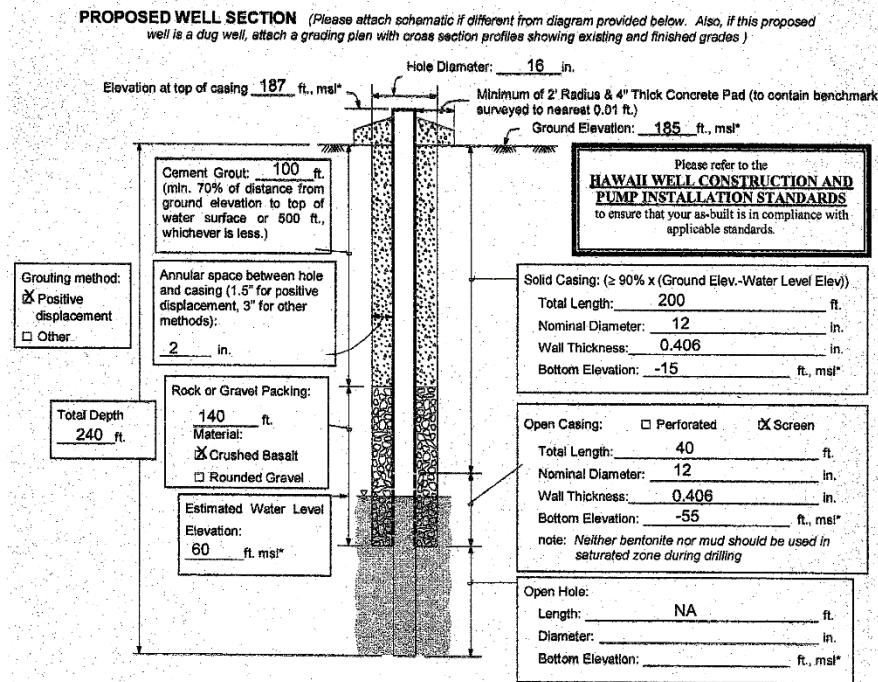 PROPOSED WELL SECTION (Please attach schematic if different from diagram provided below. Also, if this proposed
well is a dug well, attach a grading plan with cross section profiles showing existing and finished grades )
Hole Diameter: 16 in.
Elevation at top of casing 187 ft., msl*
Minimum of 2' Radius & 4" Thick Concrete Pad (to contain benchmark
surveyed to nearest 0.01 ft.)
Ground Elevation: 185 ft., msl*
Cement Grout: 100 ft.
(min. 70% of distance from
ground elevation to top of
water surface or 500 ft.,
whichever is less.)
Please refer to the
HAWAII WELL CONSTRUCTION AND
PUMP INSTALLATION STANDARDS
to ensure that your as-built is in compliance with
applicable standards.
Grouting method:
☒ Positive
displacement
☐ Other
Annular space between hole
and casing (1.5" for positive
displacement, 3" for other
methods):
2 in.
Solid Casing: (≥ 90% x (Ground Elev.-Water Level Elev))
Total Length: 200 ft.
Nominal Diameter: 12 in.
Wall Thickness: 0.406 in.
Bottom Elevation: -15 ft., msl*
Total Depth
240 ft.
Rock or Gravel Packing:
140 ft.
Material:
☒ Crushed Basalt
☐ Rounded Gravel
Open Casing: ☐ Perforated ☒ Screen
Total Length: 40 ft.
Nominal Diameter: 12 in.
Wall Thickness: 0.406 in.
Bottom Elevation: -55 ft., msl*
note: Neither bentonite nor mud should be used in
saturated zone during drilling
Estimated Water Level
Elevation:
60 ft. msl*
Open Hole:
Length: NA ft.
Diameter: in.
Bottom Elevation: ft., msl*